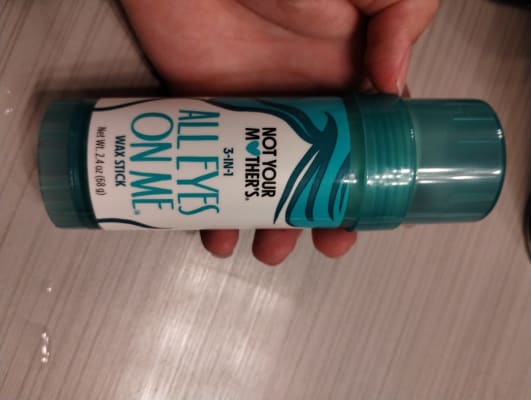 NOT YOUR
MOTHER'S®
3-IN-1
ALL EYES
ON ME®
WAX STICK
Net Wt. 2.4 oz (68 g)